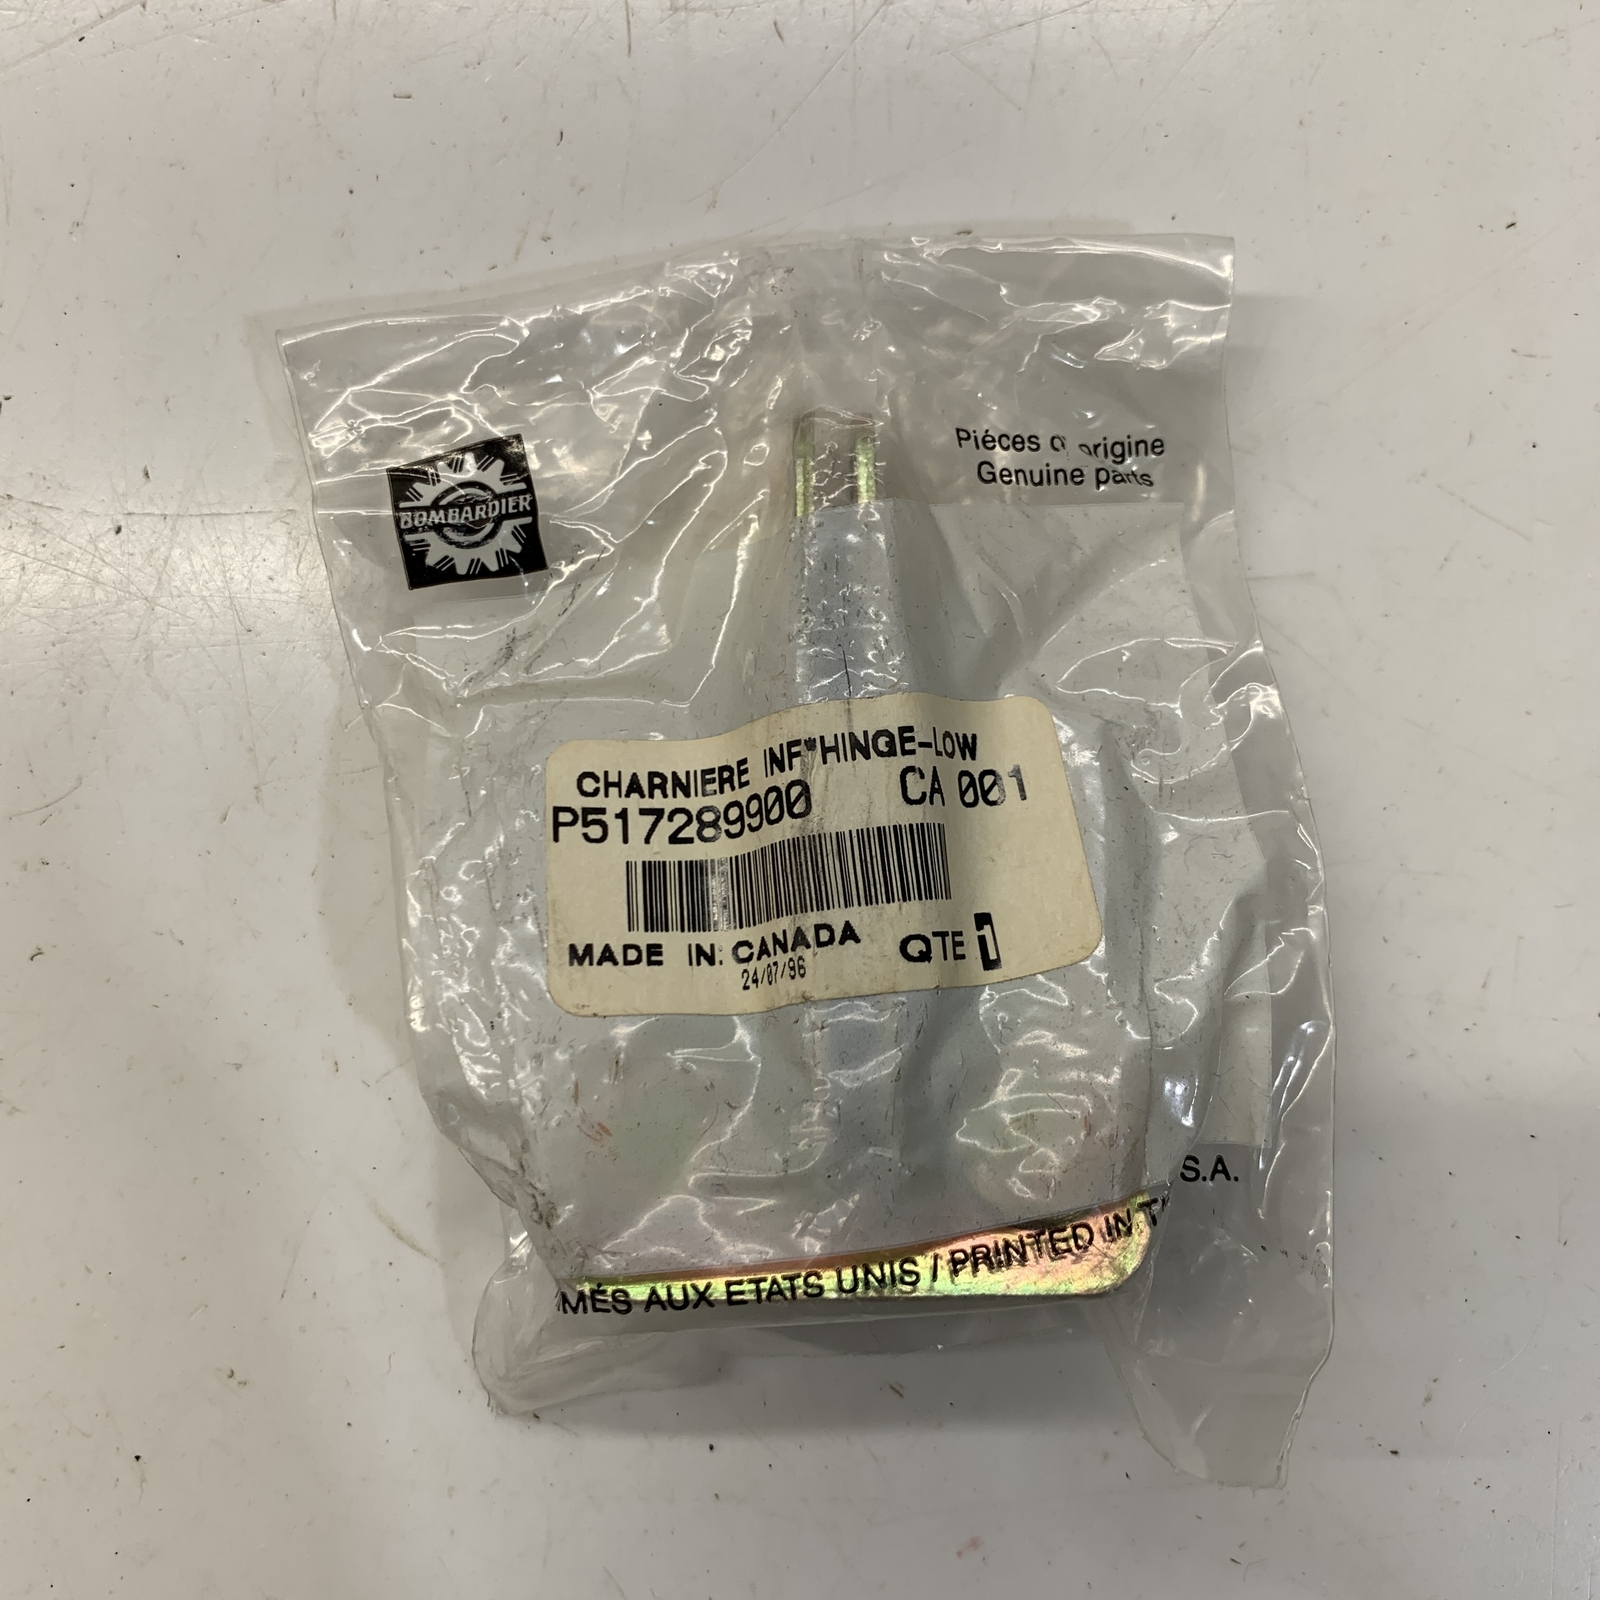 BOMBARDIER
Piéces d' origine
Genuine parts
CHARNIERE INF*HINGE-LOW
P517289900 CA 001
MADE IN: CANADA QTE 1
24/07/96
S.A.
MÉS AUX ETATS UNIS / PRINTED IN